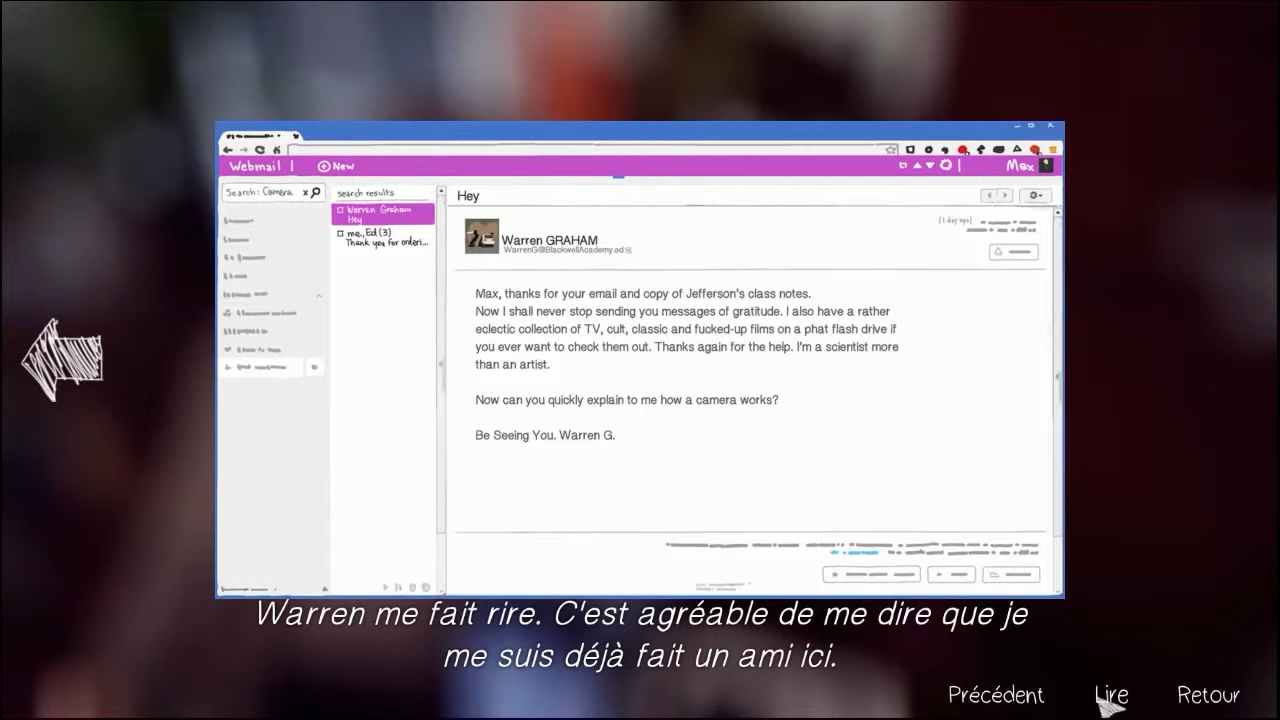 Webmail | New
Max
Search: Camera x
search results
Warren Graham
Hey
me, Ed (3)
Thank you for orderi...
Hey
Warren GRAHAM
WarrenG@BlackwellAcademy.ed
(1 day ago)
Max, thanks for your email and copy of Jefferson's class notes.
Now I shall never stop sending you messages of gratitude. I also have a rather
eclectic collection of TV, cult, classic and fucked-up films on a phat flash drive if
you ever want to check them out. Thanks again for the help. I'm a scientist more
than an artist.
Now can you quickly explain to me how a camera works?
Be Seeing You. Warren G.
Warren me fait rire. C'est agréable de me dire que je
me suis déjà fait un ami ici.
Précédent Lire Retour